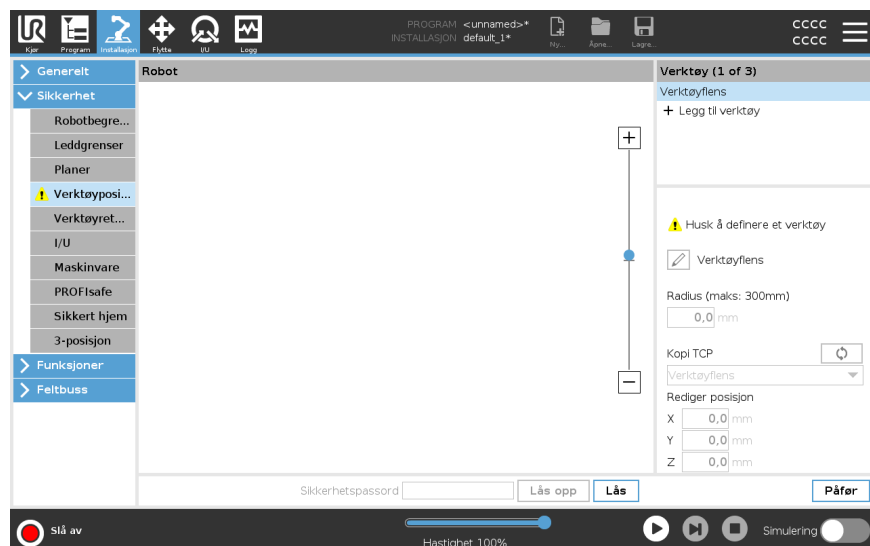 PROGRAM <unnamed>*
INSTALLASJON default_1*
CCCC
CCCC
Kjør Program Installasjon Flytte I/U Logg Ny... Åpne... Lagre...
Generelt
Sikkerhet
Robotbegre...
Leddgrenser
Planer
Verktøyposi...
Verktøyret...
I/U
Maskinvare
PROFIsafe
Sikkert hjem
3-posisjon
Funksjoner
Feltbuss
Robot
Verktøy (1 of 3)
Verktøyflens
Legg til verktøy
Husk å definere et verktøy
Verktøyflens
Radius (maks: 300mm)
0,0 mm
Kopi TCP
Verktøyflens
Rediger posisjon
X 0,0 mm
Y 0,0 mm
Z 0,0 mm
Sikkerhetspassord Lås opp Lås Påfør
Slå av
Hastighet 100%
Simulering